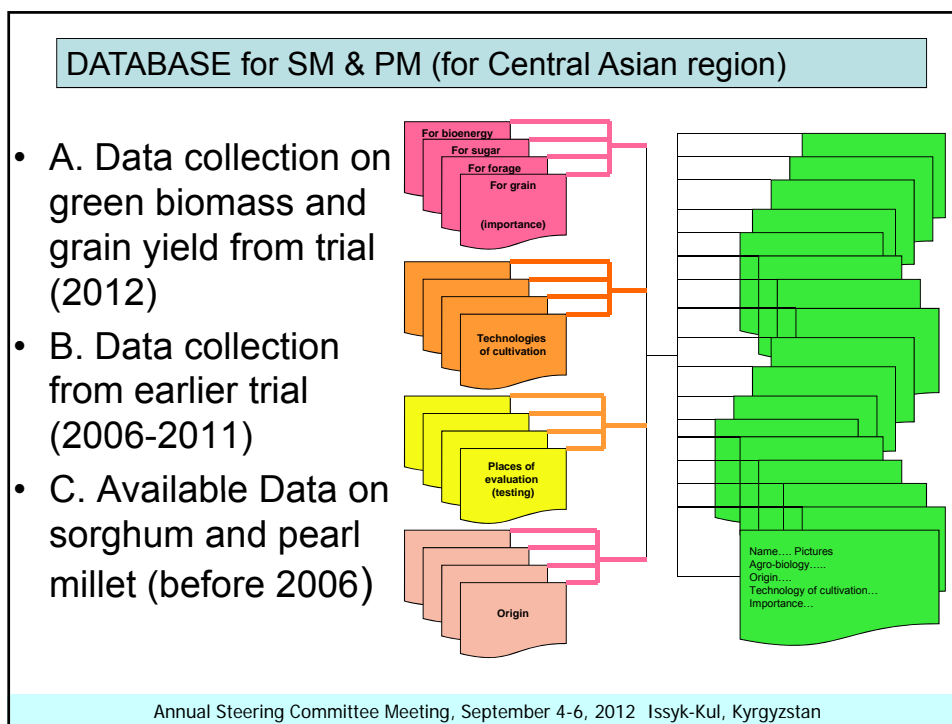 DATABASE for SM & PM (for Central Asian region)
• A. Data collection on
green biomass and
grain yield from trial
(2012)
• B. Data collection
from earlier trial
(2006-2011)
• C. Available Data on
sorghum and pearl
millet (before 2006)
For bioenergy
For sugar
For forage
For grain
(importance)
Technologies
of cultivation
Places of
evaluation
(testing)
Origin
Name…. Pictures
Agro-biology…..
Origin….
Technology of cultivation…
Importance…
Annual Steering Committee Meeting, September 4-6, 2012 Issyk-Kul, Kyrgyzstan